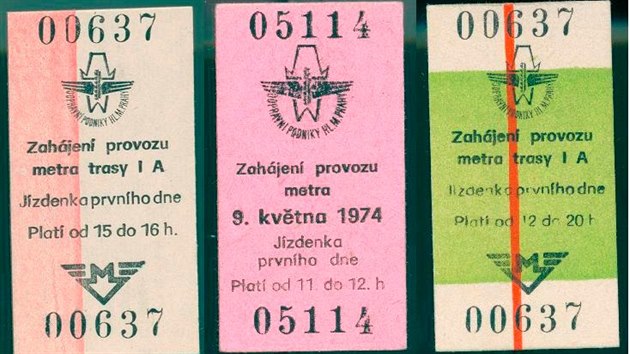 00637
DOPRAVNÍ PODNIKY HL. M. PRAHY
Zahájení provozu
metra trasy I A
Jízdenka prvního dne
Platí od 15 do 16 h.
M
00637
05114
DOPRAVNÍ PODNIKY HL. M. PRAHY
Zahájení provozu
metra
9. května 1974
Jízdenka
prvního dne
Platí od 11. do 12. h
05114
00637
DOPRAVNÍ PODNIKY HL. M. PRAHY
Zahájení provozu
metra trasy I A
Jízdenka prvního dne
Platí od 12 do 20 h.
M
00637